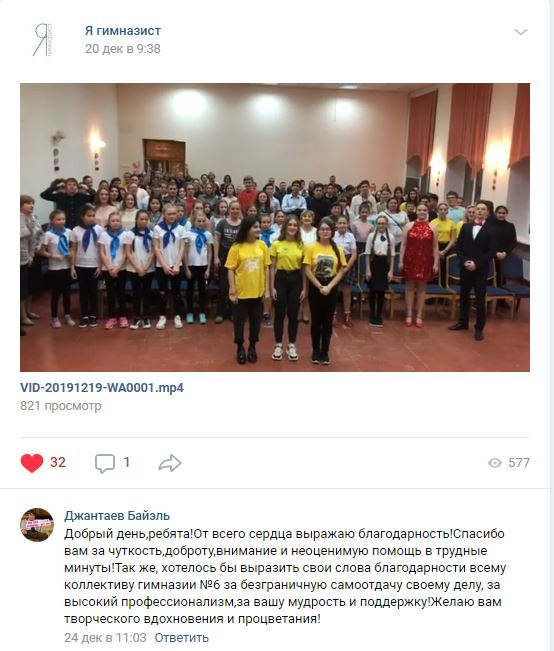 Я гимназист
20 дек в 9:38
VID-20191219-WA0001.mp4
821 просмотр
32
1
577
Джантаев Байэль
Добрый день,ребята!От всего сердца выражаю благодарность!Спасибо
вам за чуткость,доброту,внимание и неоценимую помощь в трудные
минуты!Так же, хотелось бы выразить свои слова благодарности всему
коллективу гимназии №6 за безграничную самоотдачу своему делу, за
высокий профессионализм,за вашу мудрость и поддержку!Желаю вам
творческого вдохновения и процветания!
24 дек в 11:03 Ответить